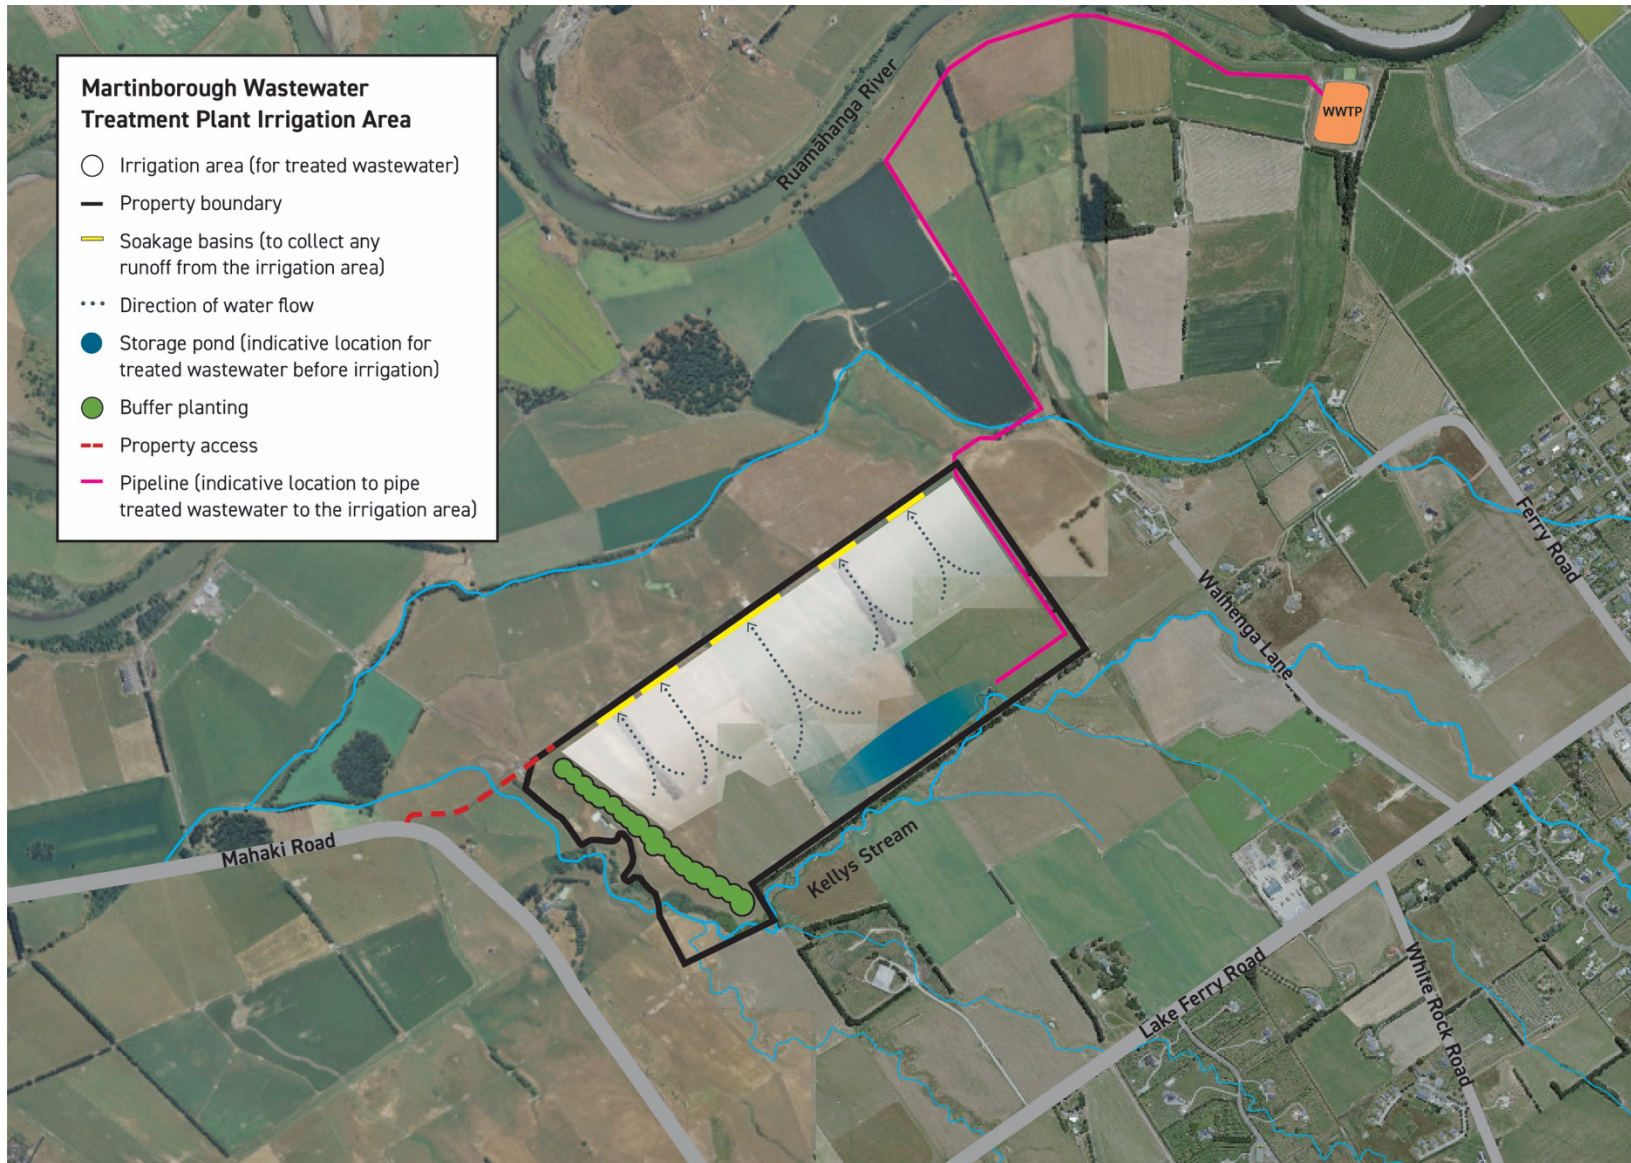 Martinborough Wastewater
Treatment Plant Irrigation Area
Irrigation area (for treated wastewater)
Property boundary
Soakage basins (to collect any
runoff from the irrigation area)
Direction of water flow
Storage pond (indicative location for
treated wastewater before irrigation)
Buffer planting
Property access
Pipeline (indicative location to pipe
treated wastewater to the irrigation area)
Ruamāhanga River
WWTP
Ferry Road
Waihenga Lane
Mahaki Road
Kellys Stream
Lake Ferry Road
White Rock Road